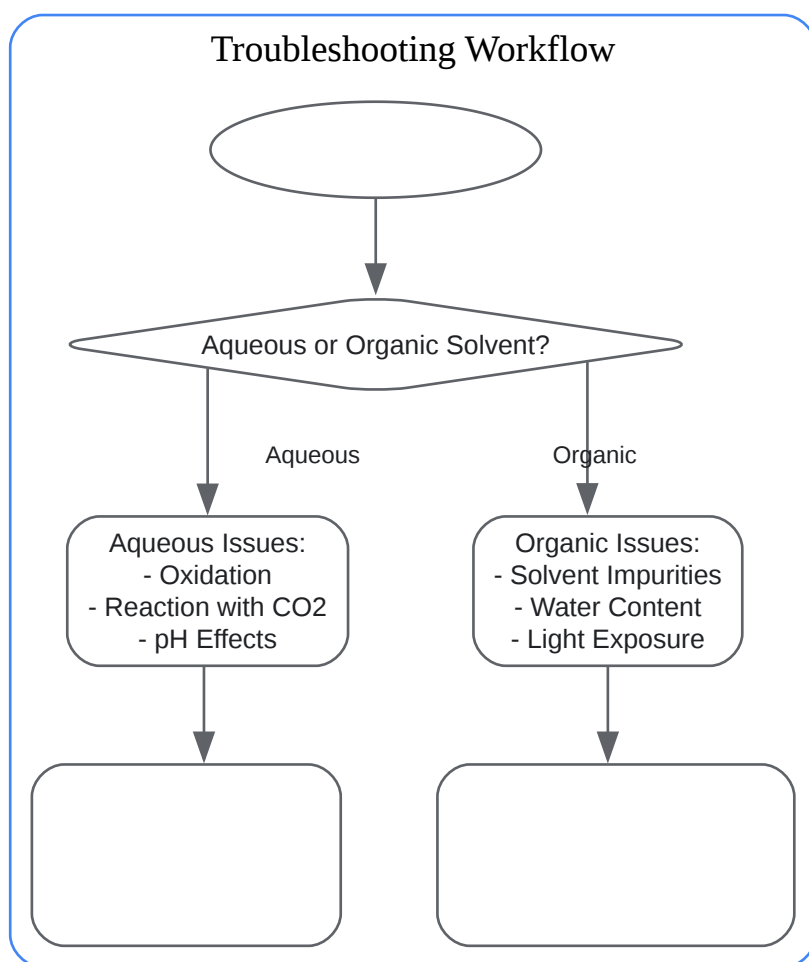 Troubleshooting Workflow
Aqueous or Organic Solvent?
Aqueous
Organic
Aqueous Issues:
- Oxidation
- Reaction with CO2
- pH Effects
Organic Issues:
- Solvent Impurities
- Water Content
- Light Exposure